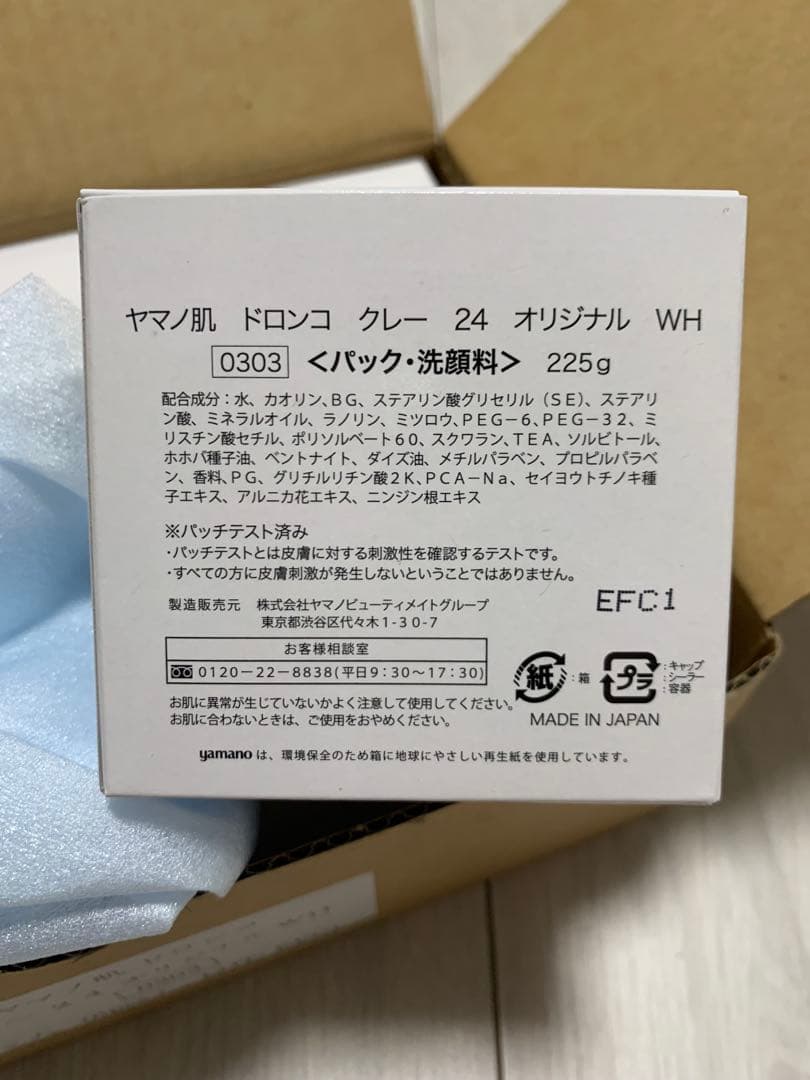 ヤマノ肌 ドロンコ クレー 24 オリジナル WH
0303 <パック・洗顔料> 225g
配合成分:水、カオリン、BG、ステアリン酸グリセリル(SE)、ステアリ
ン酸、ミネラルオイル、ラノリン、ミツロウ、PEG-6、PEG-32、ミ
リスチン酸セチル、ポリソルベート60、スクワラン、TEA、ソルビトール、
ホホバ種子油、ベントナイト、ダイズ油、メチルパラベン、プロピルパラベ
ン、香料、PG、グリチルリチン酸2K、PCA-Na、セイヨウトチノキ種
子エキス、アルニカ花エキス、ニンジン根エキス
※パッチテスト済み
・パッチテストとは皮膚に対する刺激性を確認するテストです。
・すべての方に皮膚刺激が発生しないということではありません。
製造販売元 株式会社ヤマノビューティメイトグループ
東京都渋谷区代々木1-30-7
EFC1
お客様相談室
0120-22-8838(平日9:30〜17:30)
紙:箱
プラ:キャップ
:シーラー
:容器
お肌に異常が生じていないかよく注意して使用してください。
お肌に合わないときは、ご使用をおやめください。
MADE IN JAPAN
yamano は、環境保全のため箱に地球にやさしい再生紙を使用しています。